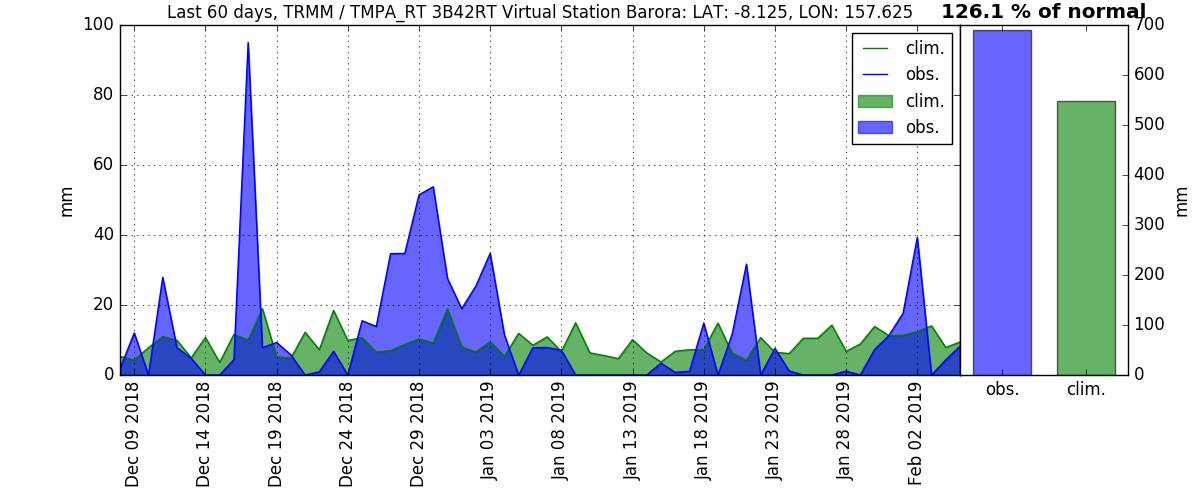 Last 60 days, TRMM / TMPA_RT 3B42RT Virtual Station Barora: LAT: -8.125, LON: 157.625
126.1 % of normal
mm
100
80
60
40
20
0
clim.
obs.
clim.
obs.
700
600
500
400
300
200
100
0
mm
Dec 09 2018
Dec 14 2018
Dec 19 2018
Dec 24 2018
Dec 29 2018
Jan 03 2019
Jan 08 2019
Jan 13 2019
Jan 18 2019
Jan 23 2019
Jan 28 2019
Feb 02 2019
obs.
clim.